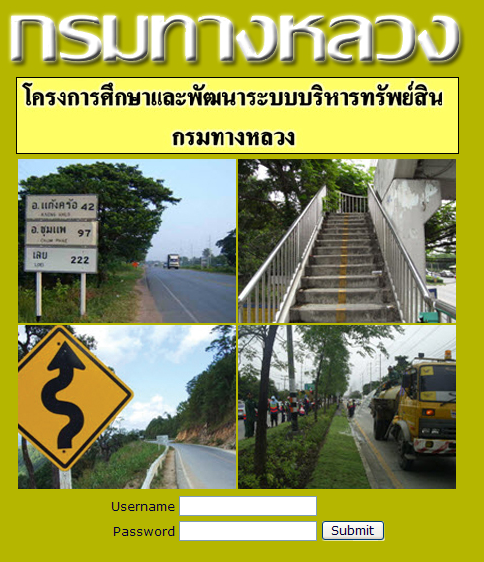 กรมทางหลวง
โครงการศึกษาและพัฒนาระบบบริหารทรัพย์สิน
กรมทางหลวง
อ.แก้งคร้อ 42
อ.ชุมแพ 97
CHUM PHAE
เลย 222
LOEI
Username
Password
Submit